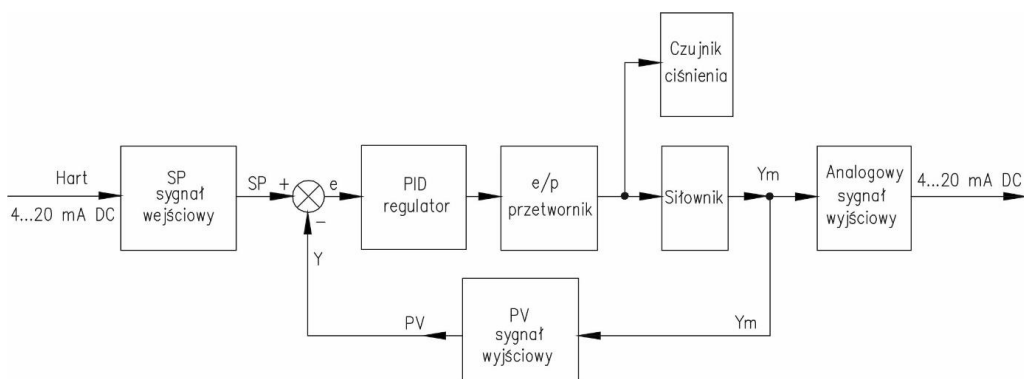 Czujnik
ciśnienia
Hart
4...20 mA DC
SP
sygnał
wejściowy
SP
+
-
e
Y
PID
regulator
e/p
przetwornik
Siłownik
Ym
Analogowy
sygnał
wyjściowy
4...20 mA DC
PV
PV
sygnał
wyjściowy
Ym